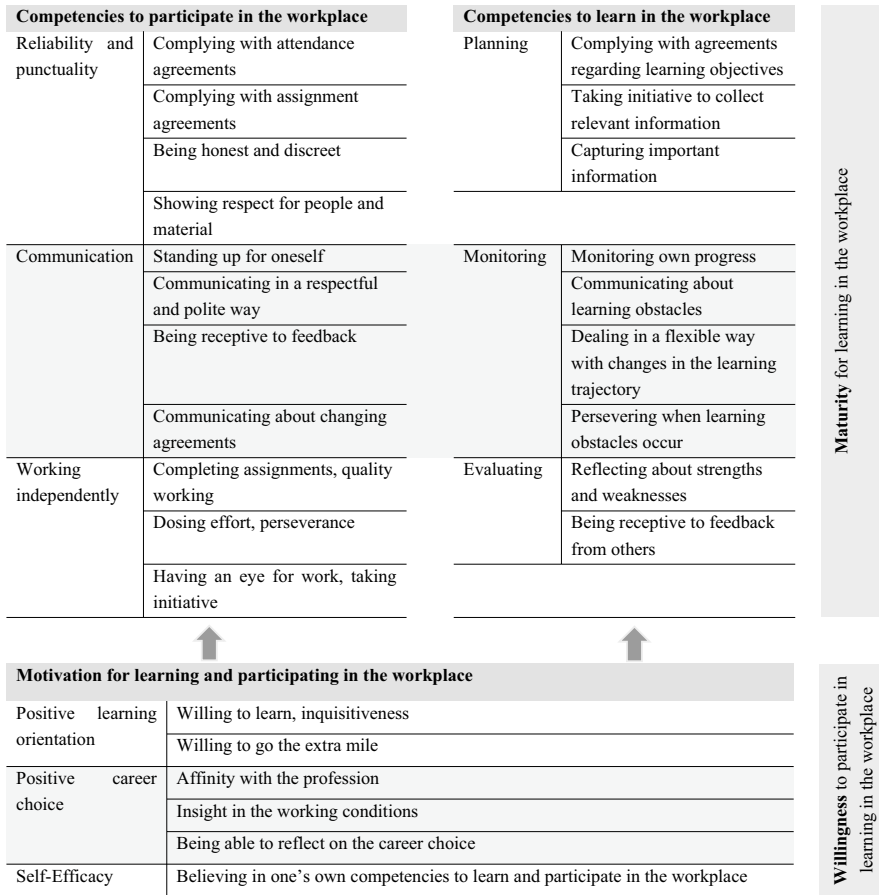 Competencies to participate in the workplace
Reliability and
punctuality
Complying with attendance
agreements
Complying with assignment
agreements
Being honest and discreet
Showing respect for people and
material
Communication
Standing up for oneself
Communicating in a respectful
and polite way
Being receptive to feedback
Communicating about changing
agreements
Working
independently
Completing assignments, quality
working
Dosing effort, perseverance
Having an eye for work, taking
initiative
Competencies to learn in the workplace
Planning
Complying with agreements
regarding learning objectives
Taking initiative to collect
relevant information
Capturing important
information
Monitoring
Monitoring own progress
Communicating about
learning obstacles
Dealing in a flexible way
with changes in the learning
trajectory
Persevering when learning
obstacles occur
Evaluating
Reflecting about strengths
and weaknesses
Being receptive to feedback
from others
Maturity for learning in the workplace
Motivation for learning and participating in the workplace
Positive learning
orientation
Willing to learn, inquisitiveness
Willing to go the extra mile
Positive career
choice
Affinity with the profession
Insight in the working conditions
Being able to reflect on the career choice
Self-Efficacy
Believing in one's own competencies to learn and participate in the workplace
Willingness to participate in
learning in the workplace